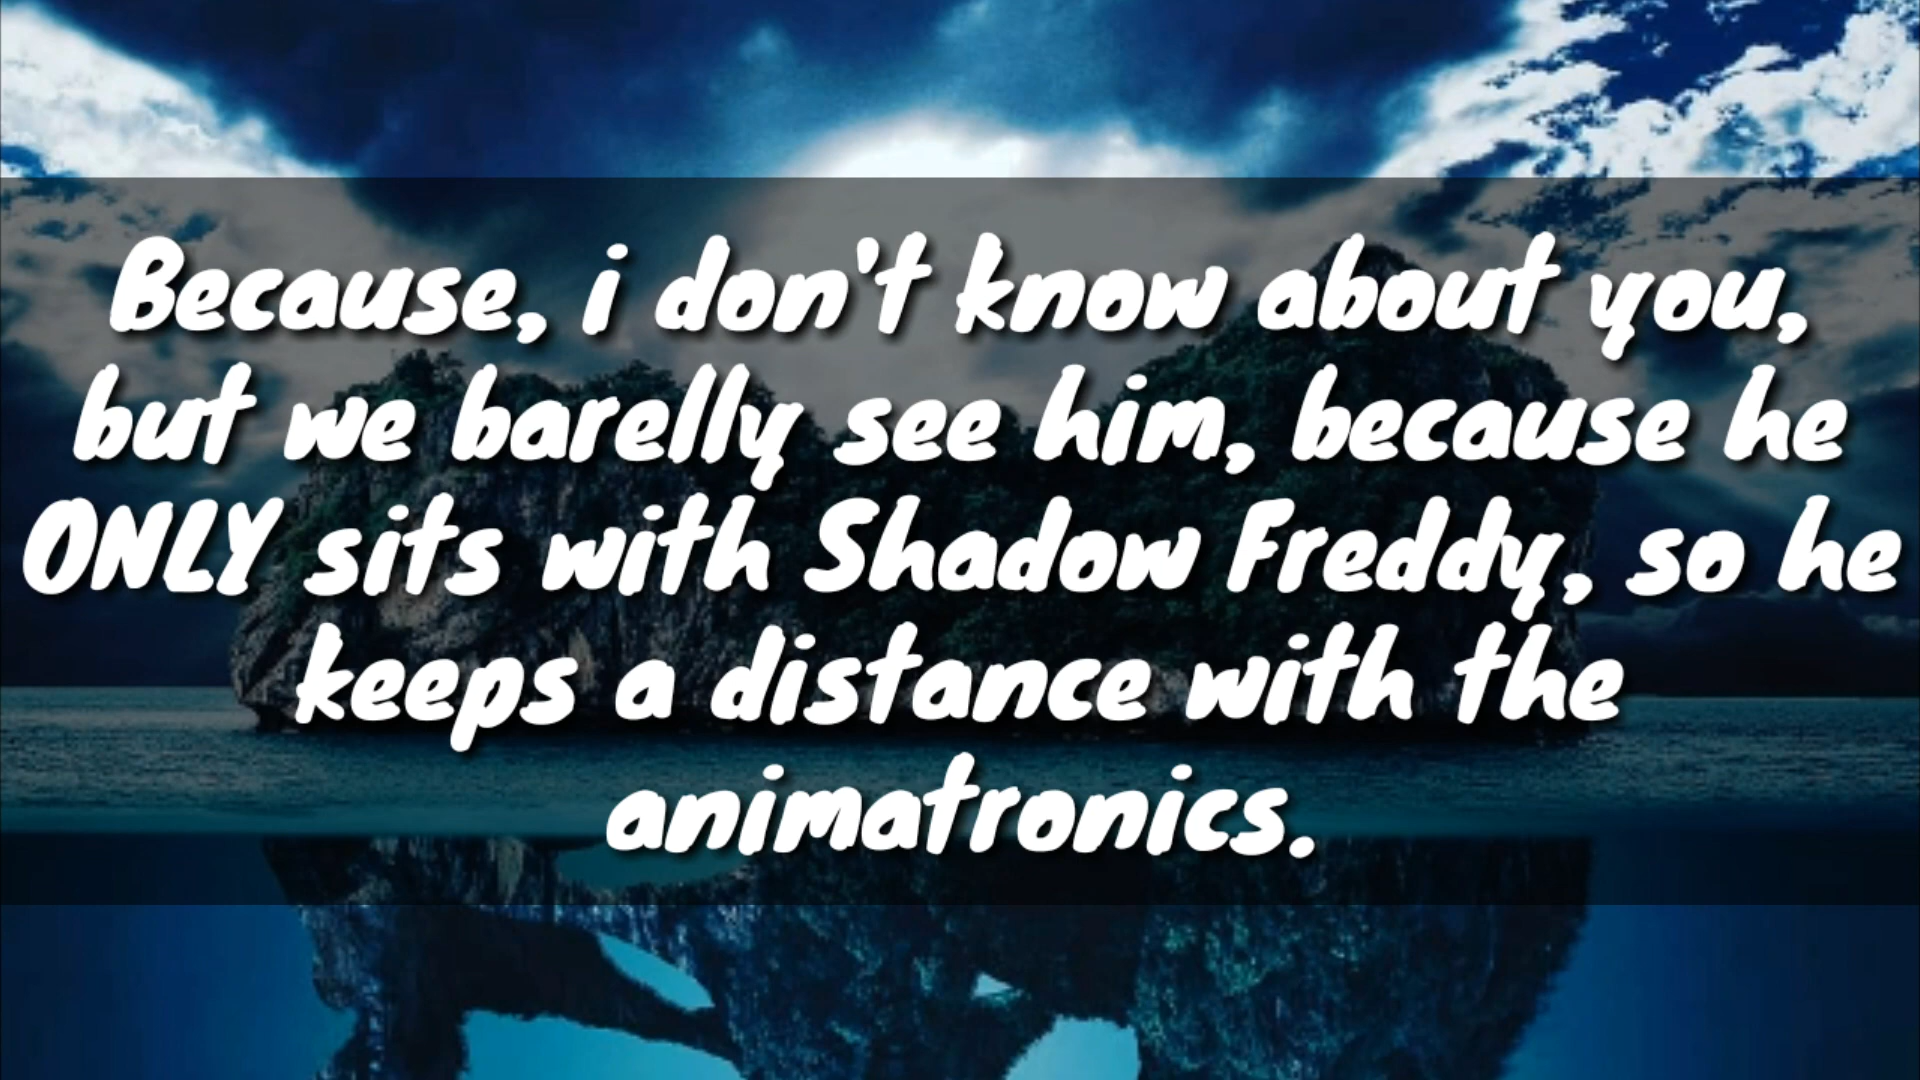 Because, i don't know about you,
but we barelly see him, because he
ONLY sits with Shadow Freddy, so he
keeps a distance with the
animatronics.